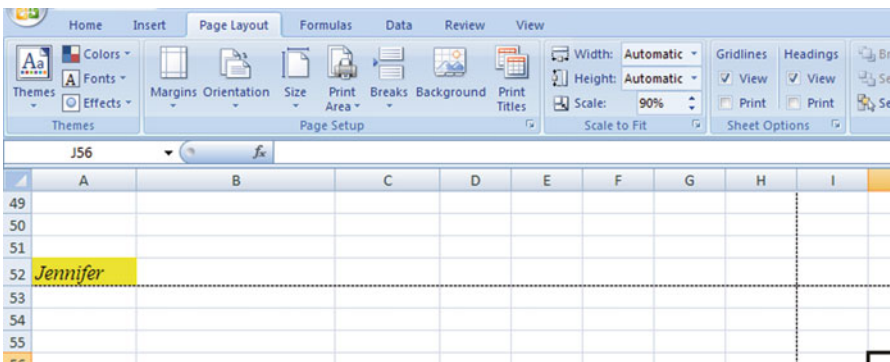 Home Insert Page Layout Formulas Data Review View
Aa Colors Width: Automatic Gridlines Headings
A Fonts Height: Automatic View View
Themes Effects Margins Orientation Size Print Area Breaks Background Print Titles Scale: 90% Print Print
Themes Page Setup Scale to Fit Sheet Options
J56 fx
A B C D E F G H I
49
50
51
52 Jennifer
53
54
55